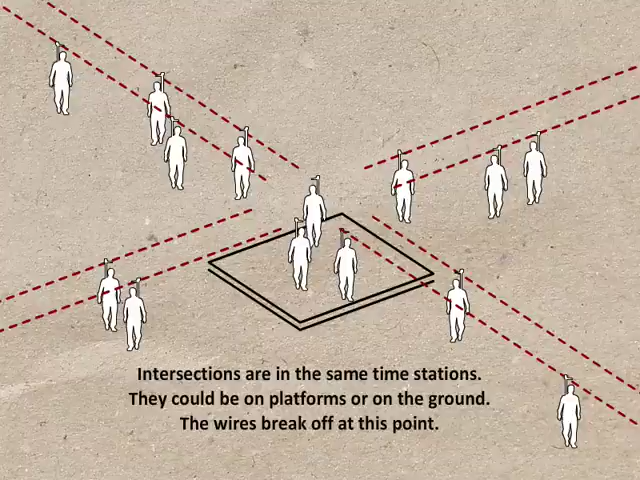 Intersections are in the same time stations.
They could be on platforms or on the ground.
The wires break off at this point.